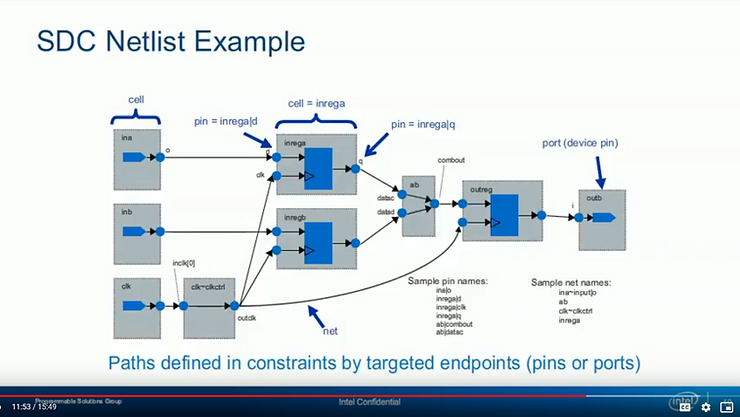 SDC Netlist Example
cell
cell = inrega
pin = inrega|d
pin = inrega|q
port (device pin)
ina
o
d
inrega
q
clk
combout
ab
datac
datad
outreg
i
outb
inb
inregb
inclk[0]
clk
clk~clkctrl
outclk
net
Sample pin names:
ina|o
inrega|d
inrega|clk
inrega|q
ab|combout
ab|datac
Sample net names:
ina~input|o
ab
clk~clkctrl
inrega
Paths defined in constraints by targeted endpoints (pins or ports)
Programmable Solutions Group
Intel Confidential
intel
11:53 / 15:49
CC